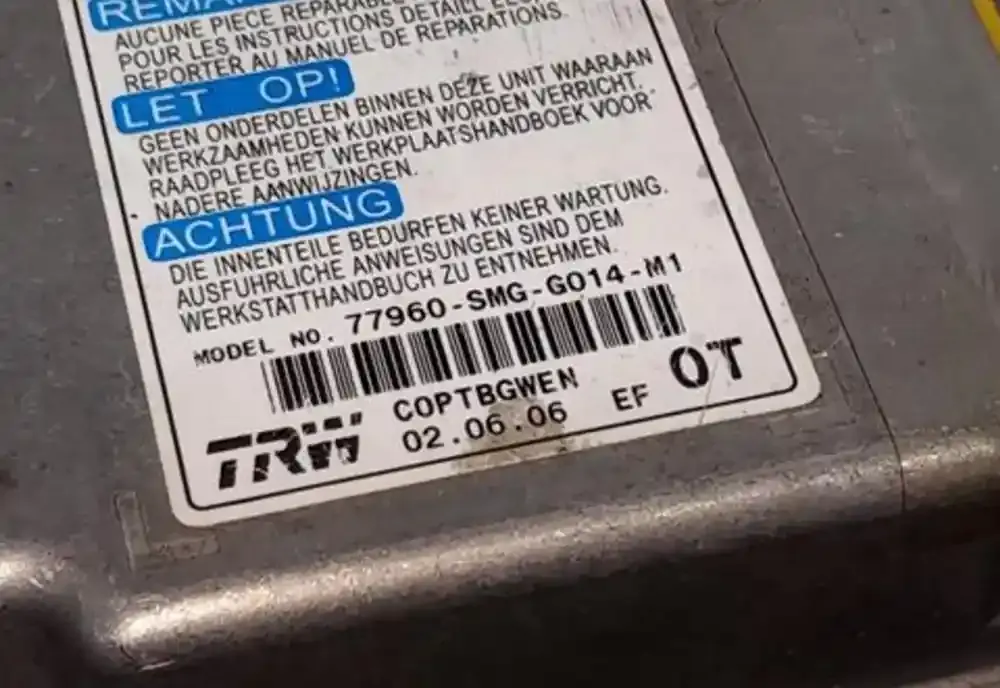 AUCUNE PIECE REPARABLE
POUR LES INSTRUCTIONS DETAILL
REPORTER AU MANUEL DE REPARATIONS.
LET OP!
GEEN ONDERDELEN BINNEN DEZE UNIT WAARAAN
WERKZAAMHEDEN KUNNEN WORDEN VERRICHT.
RAADPLEEG HET WERKPLAATSHANDBOEK VOOR
NADERE AANWIJZINGEN.
ACHTUNG
DIE INNENTEILE BEDURFEN KEINER WARTUNG.
AUSFUHRLICHE ANWEISUNGEN SIND DEM
WERKSTATTHANDBUCH ZU ENTNEHMEN.
MODEL NO. 77960-SMG-G014-M1
TRW COPTBGWEN
02.06.06 EF OT